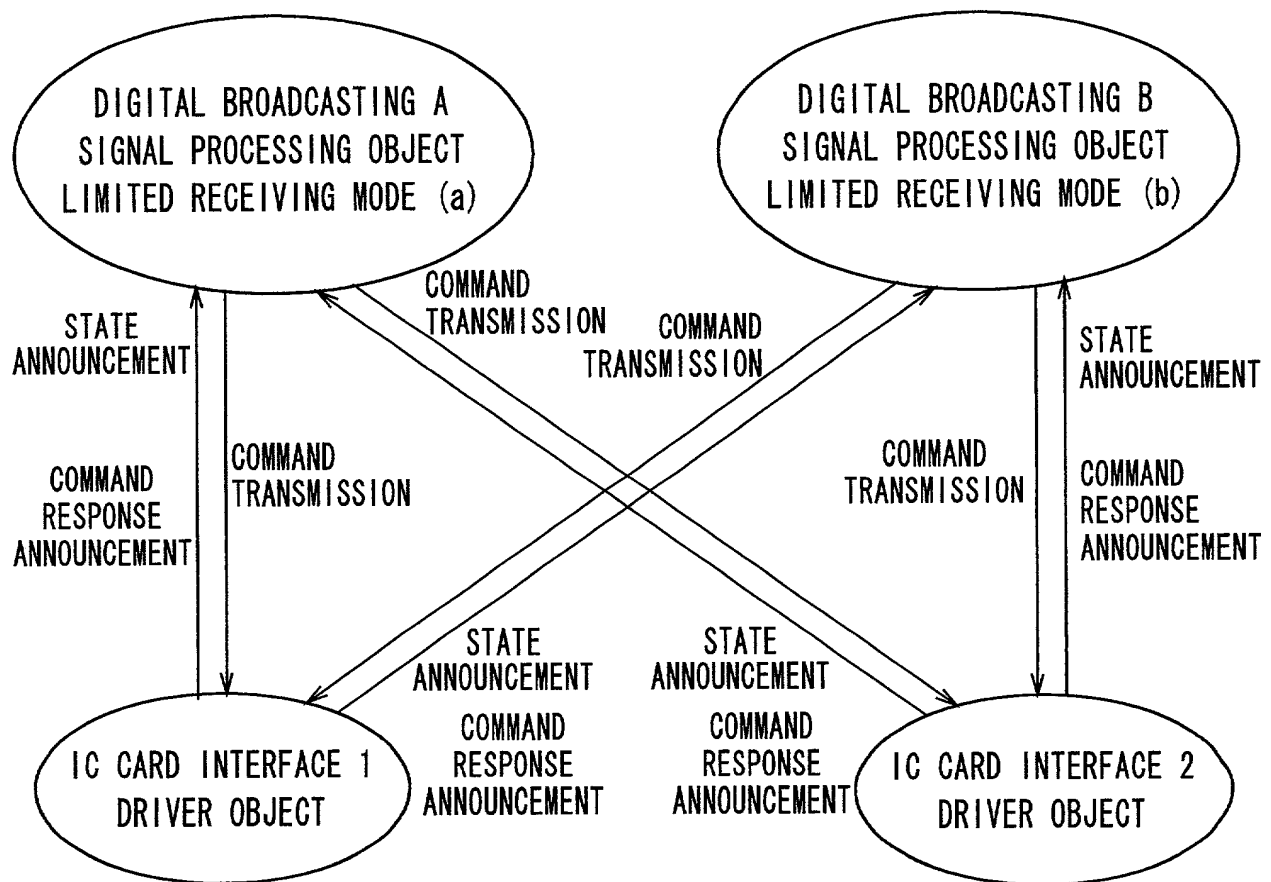 DIGITAL BROADCASTING A
SIGNAL PROCESSING OBJECT
LIMITED RECEIVING MODE (a)
DIGITAL BROADCASTING B
SIGNAL PROCESSING OBJECT
LIMITED RECEIVING MODE (b)
STATE
ANNOUNCEMENT
COMMAND
TRANSMISSION
COMMAND
TRANSMISSION
STATE
ANNOUNCEMENT
COMMAND
RESPONSE
ANNOUNCEMENT
COMMAND
TRANSMISSION
COMMAND
TRANSMISSION
COMMAND
RESPONSE
ANNOUNCEMENT
STATE
ANNOUNCEMENT
COMMAND
RESPONSE
ANNOUNCEMENT
STATE
ANNOUNCEMENT
COMMAND
RESPONSE
ANNOUNCEMENT
IC CARD INTERFACE 1
DRIVER OBJECT
IC CARD INTERFACE 2
DRIVER OBJECT